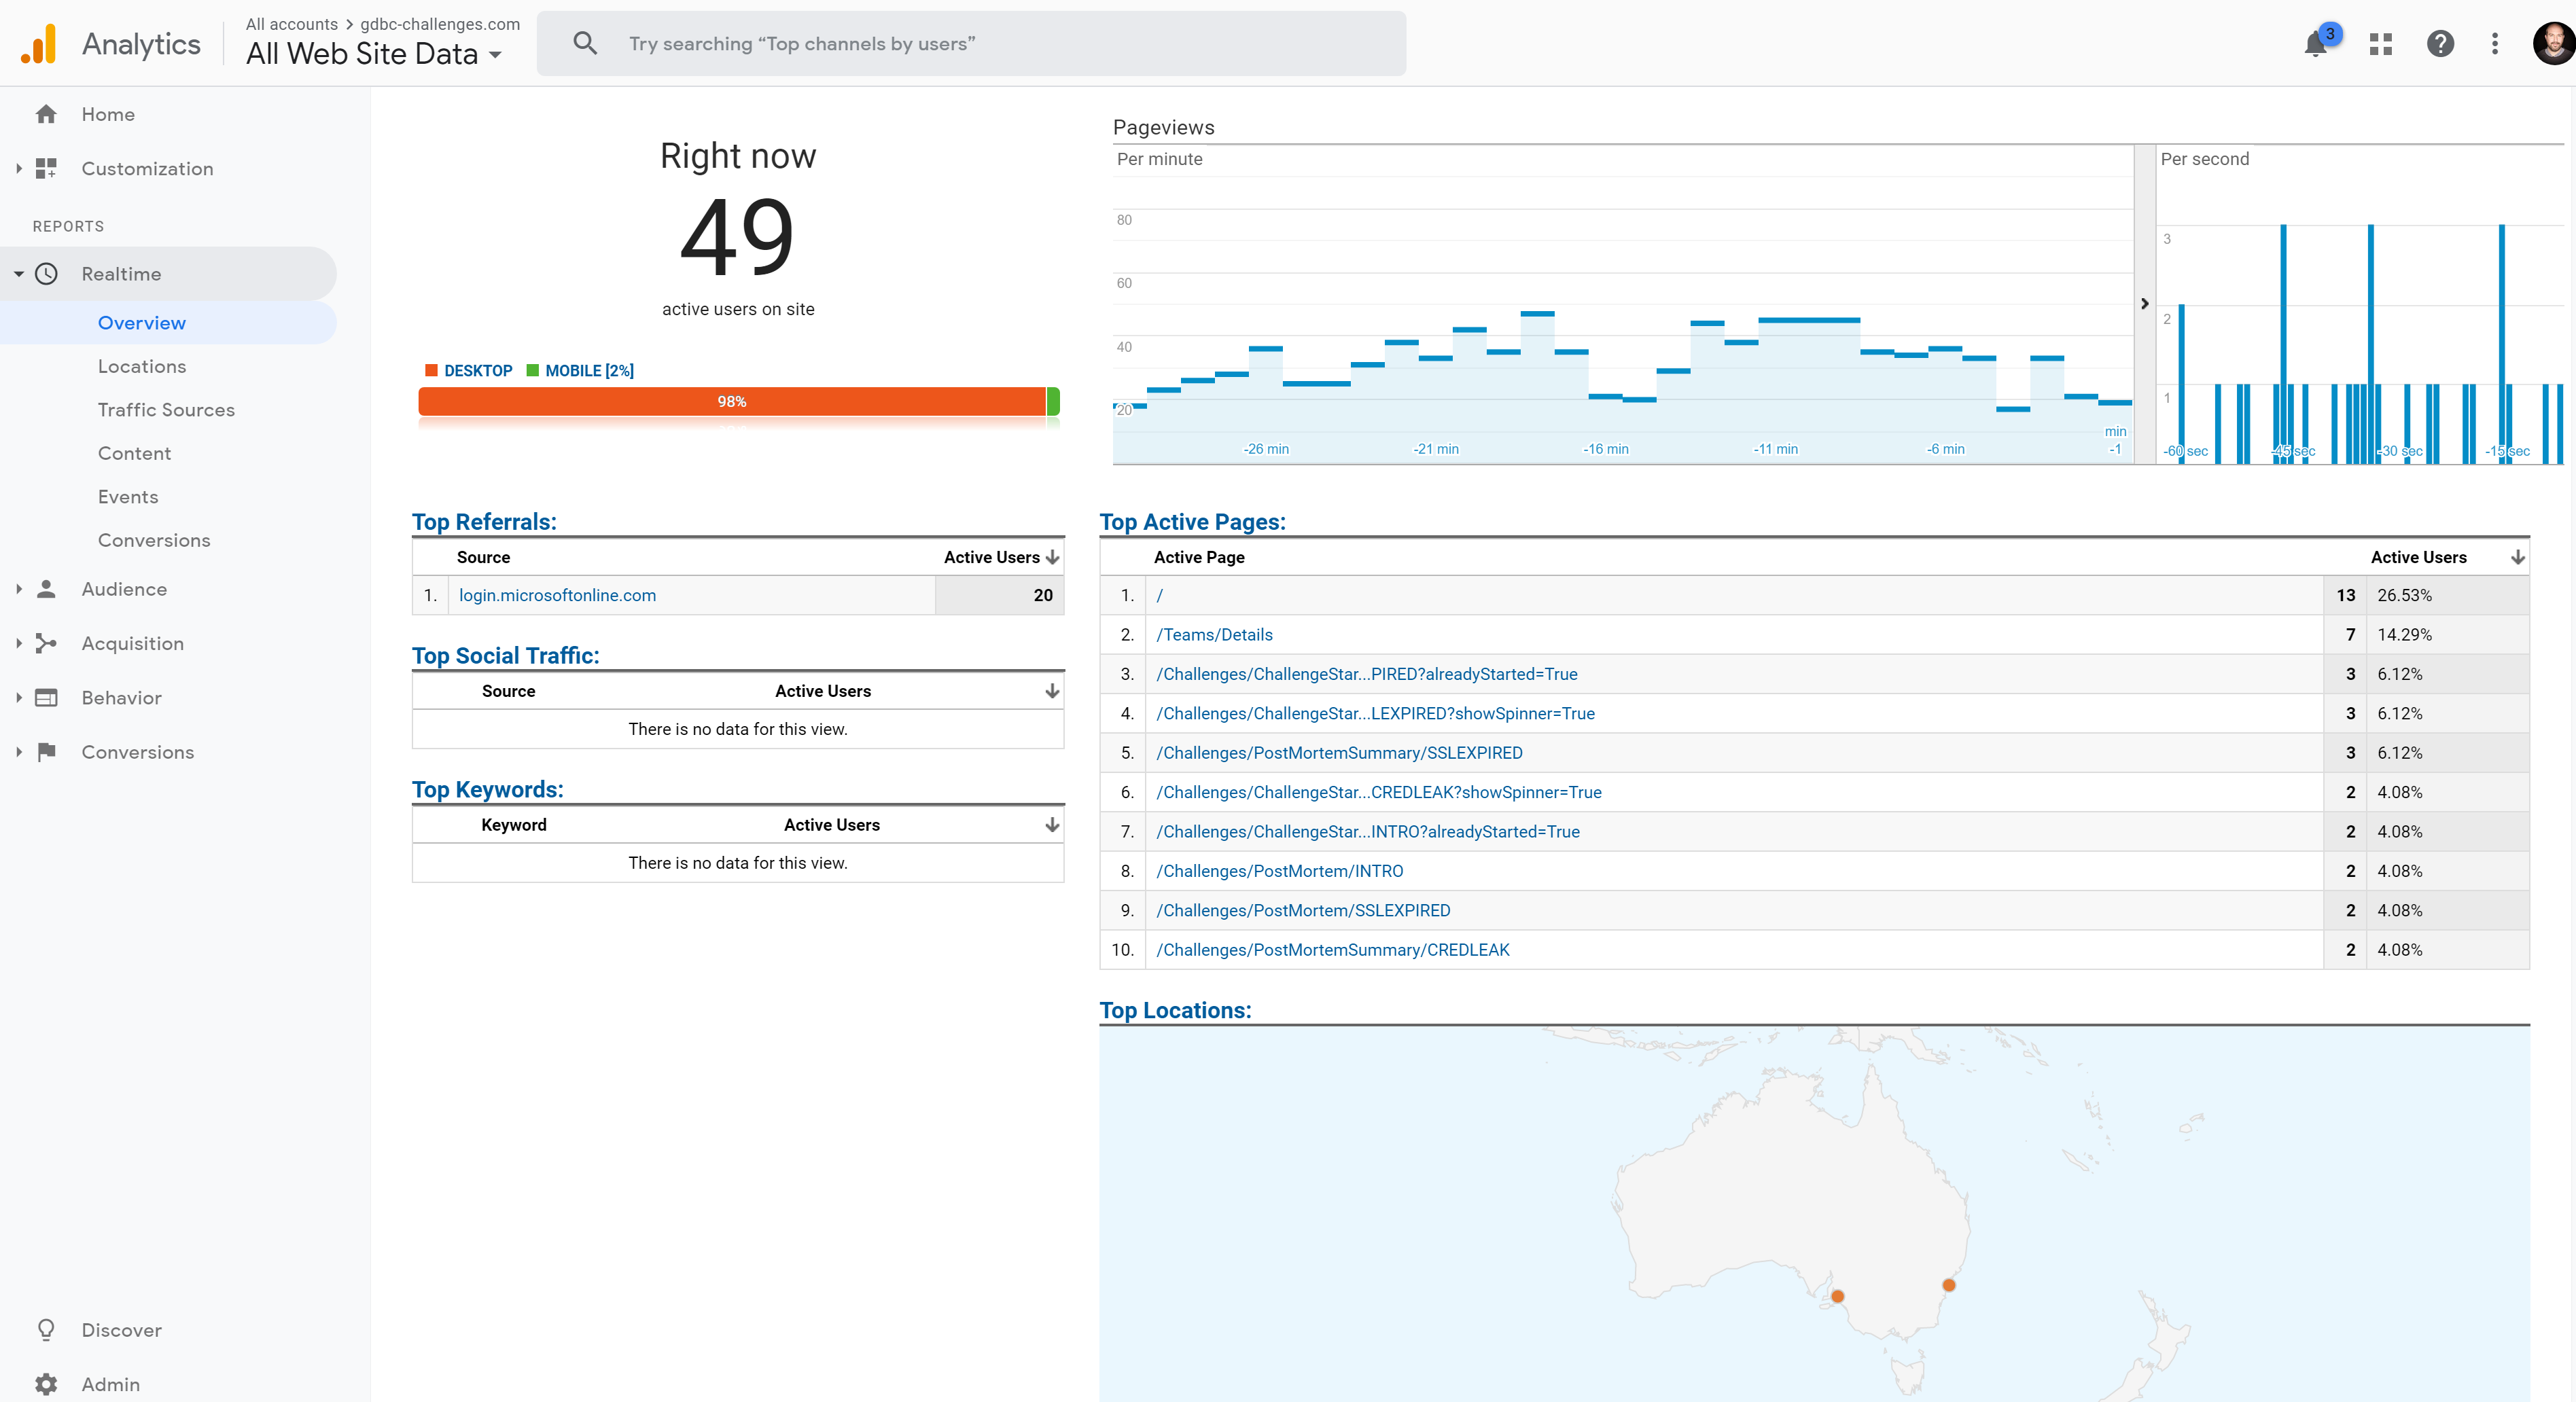 Analytics
All accounts > gdbc-challenges.com
All Web Site Data
Try searching “Top channels by users”
3
Home
Customization
REPORTS
Realtime
Overview
Locations
Traffic Sources
Content
Events
Conversions
Audience
Acquisition
Behavior
Conversions
Discover
Admin
Right now
49
active users on site
DESKTOP MOBILE [2%]
98%
Pageviews
Per minute
80
60
40
20
-26 min -21 min -16 min -11 min -6 min min
-1
Per second
3
2
1
-60 sec -45 sec -30 sec -15 sec
Top Referrals:
Source Active Users
1. login.microsoftonline.com 20
Top Social Traffic:
Source Active Users
There is no data for this view.
Top Keywords:
Keyword Active Users
There is no data for this view.
Top Active Pages:
Active Page Active Users
1. / 13 26.53%
2. /Teams/Details 7 14.29%
3. /Challenges/ChallengeStar...PIRED?alreadyStarted=True 3 6.12%
4. /Challenges/ChallengeStar...LEXPIRED?showSpinner=True 3 6.12%
5. /Challenges/PostMortemSummary/SSLEXPIRED 3 6.12%
6. /Challenges/ChallengeStar...CREDLEAK?showSpinner=True 2 4.08%
7. /Challenges/ChallengeStar...INTRO?alreadyStarted=True 2 4.08%
8. /Challenges/PostMortem/INTRO 2 4.08%
9. /Challenges/PostMortem/SSLEXPIRED 2 4.08%
10. /Challenges/PostMortemSummary/CREDLEAK 2 4.08%
Top Locations: